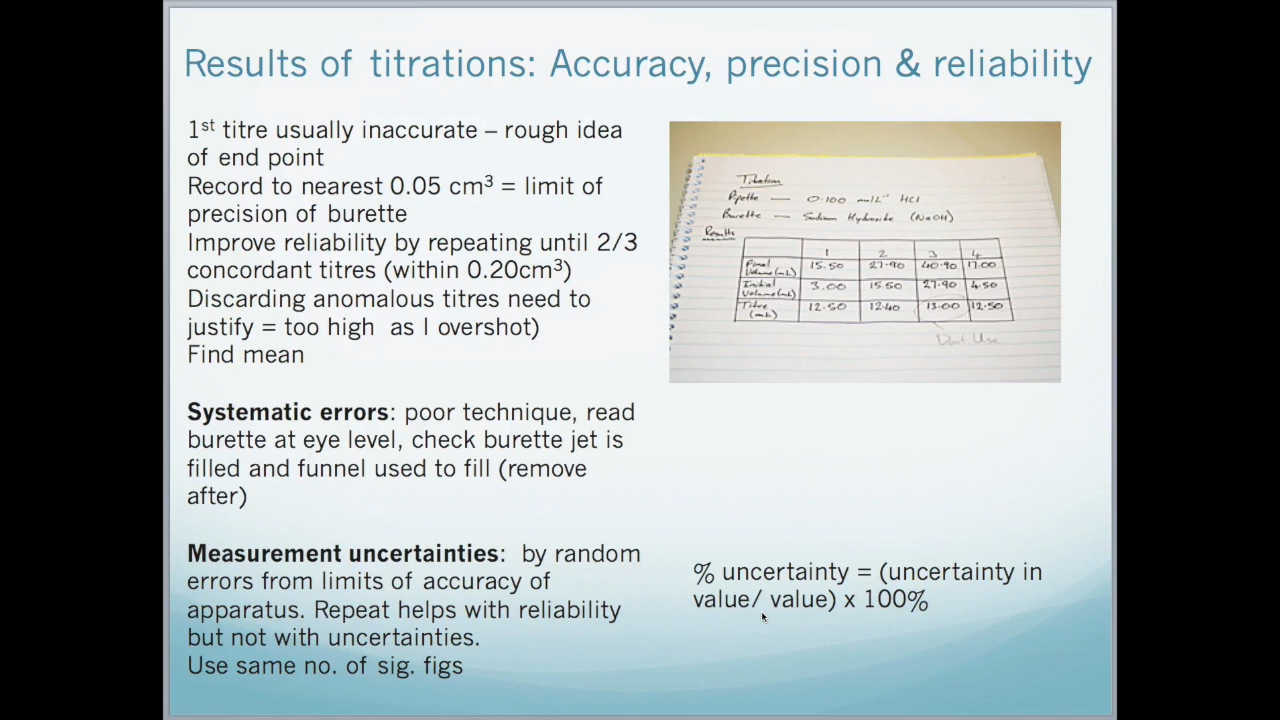 Results of titrations: Accuracy, precision & reliability
1st titre usually inaccurate – rough idea
of end point
Record to nearest 0.05 cm³ = limit of
precision of burette
Improve reliability by repeating until 2/3
concordant titres (within 0.20cm³)
Discarding anomalous titres need to
justify = too high as I overshot)
Find mean
Systematic errors: poor technique, read
burette at eye level, check burette jet is
filled and funnel used to fill (remove
after)
Measurement uncertainties: by random
errors from limits of accuracy of
apparatus. Repeat helps with reliability
but not with uncertainties.
Use same no. of sig. figs
Titration
Pipette — 0.100 molL⁻¹ HCl
Burette — Sodium Hydroxide (NaOH)
Results
1 2 3 4
Final Volume (mL) 15.50 27.90 40.90 17.00
Initial Volume (mL) 3.00 15.50 27.90 4.50
Titre (mL) 12.50 12.40 13.00 12.50
Dont Use
% uncertainty = (uncertainty in
value/ value) x 100%